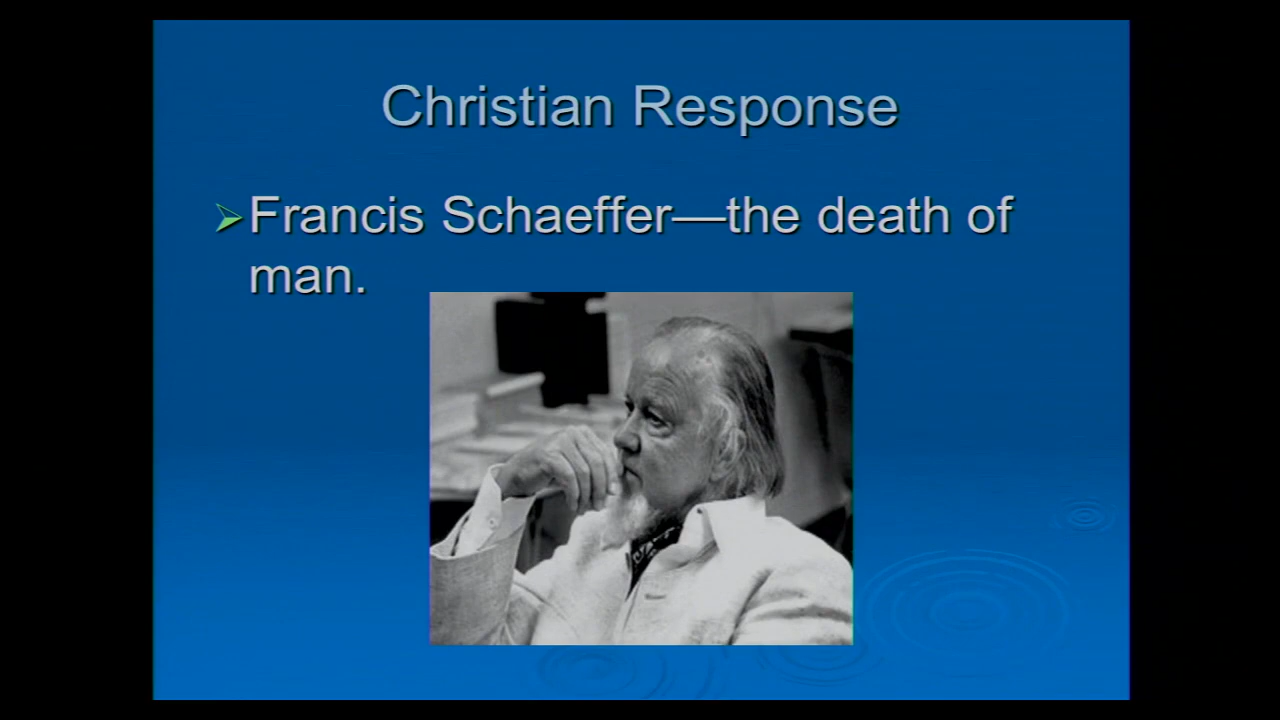 Christian Response
Francis Schaeffer—the death of
man.